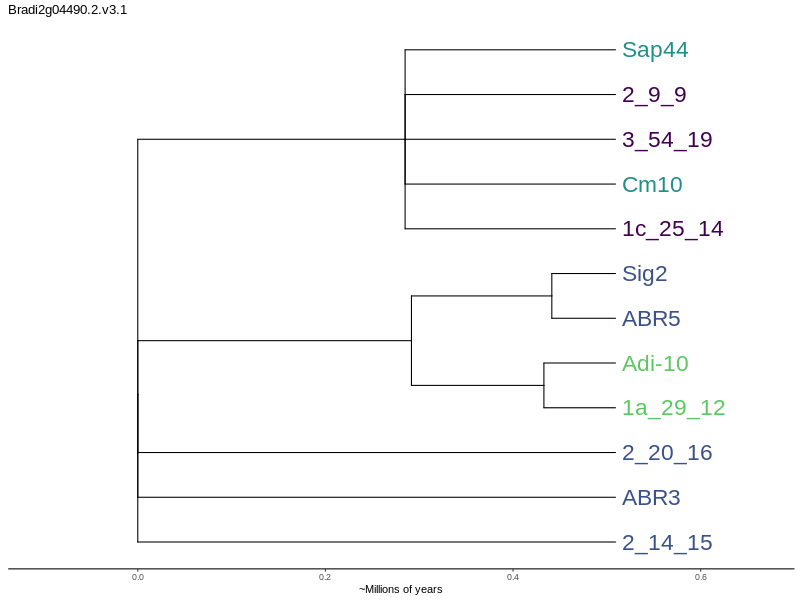 Bradi2g04490.2.v3.1
Sap44
2_9_9
3_54_19
Cm10
1c_25_14
Sig2
ABR5
Adi-10
1a_29_12
2_20_16
ABR3
2_14_15
0.0 0.2 0.4 0.6
~Millions of years